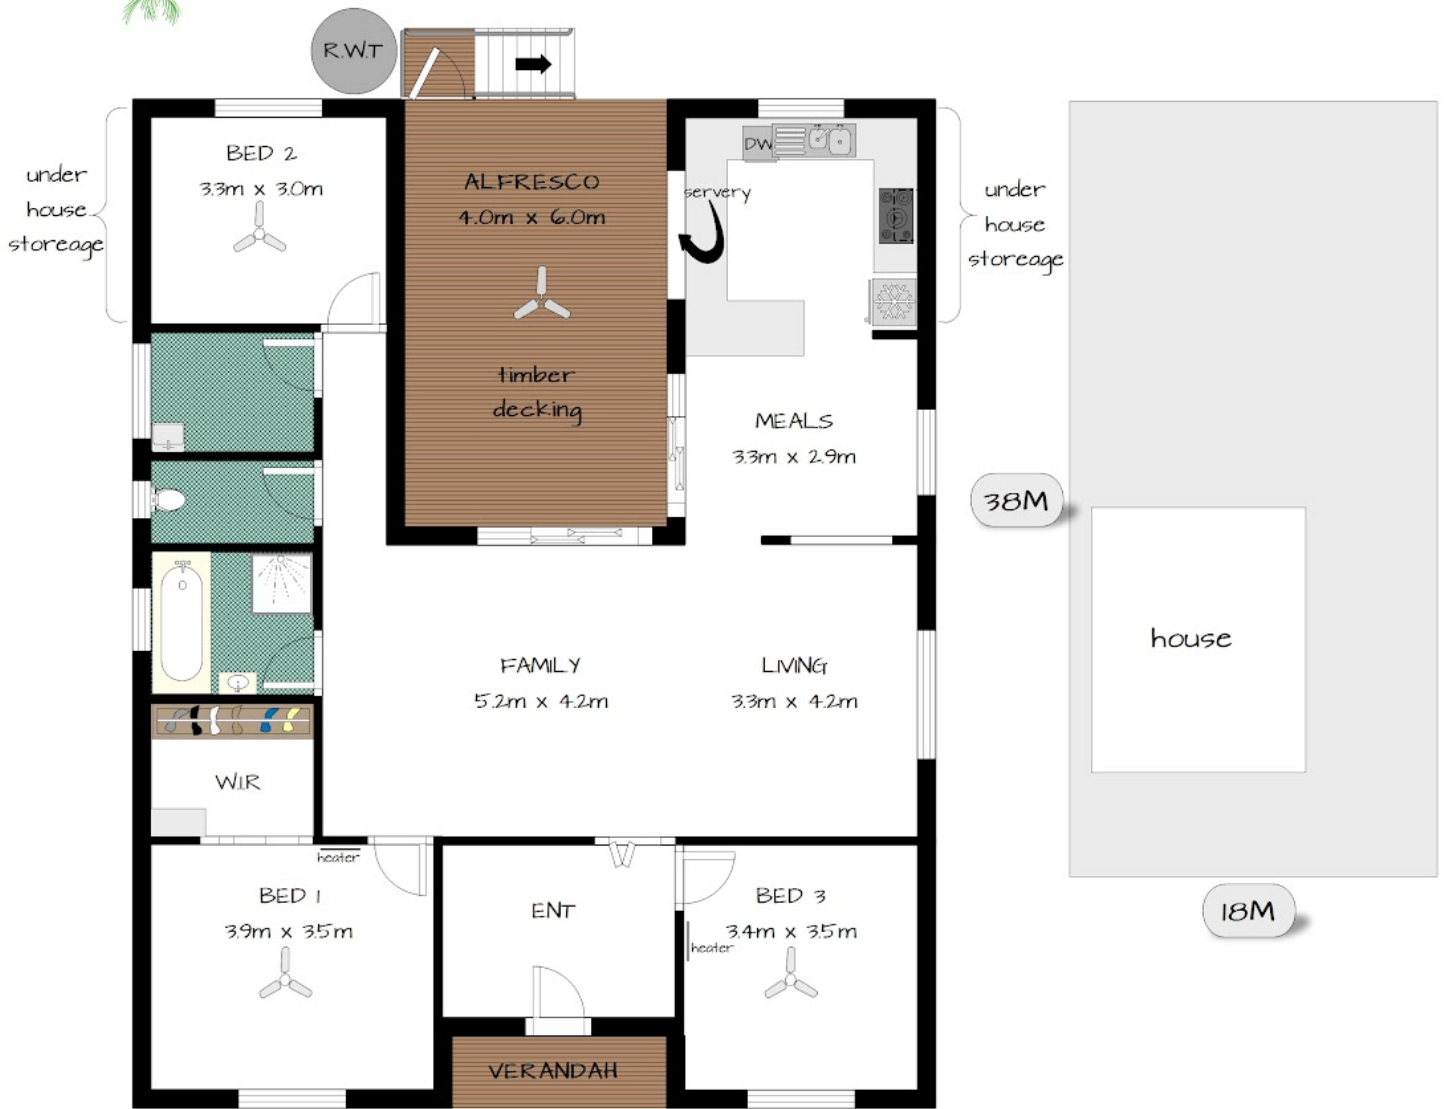 R.W.T
under
house
storeage
BED 2
3.3m x 3.0m
ALFRESCO
4.0m x 6.0m
timber
decking
DW
servery
under
house
storeage
MEALS
3.3m x 2.9m
38M
house
FAMILY
5.2m x 4.2m
LIVING
3.3m x 4.2m
W.I.R
heater
BED 1
3.9m x 3.5m
ENT
BED 3
3.4m x 3.5m
heater
18M
VERANDAH